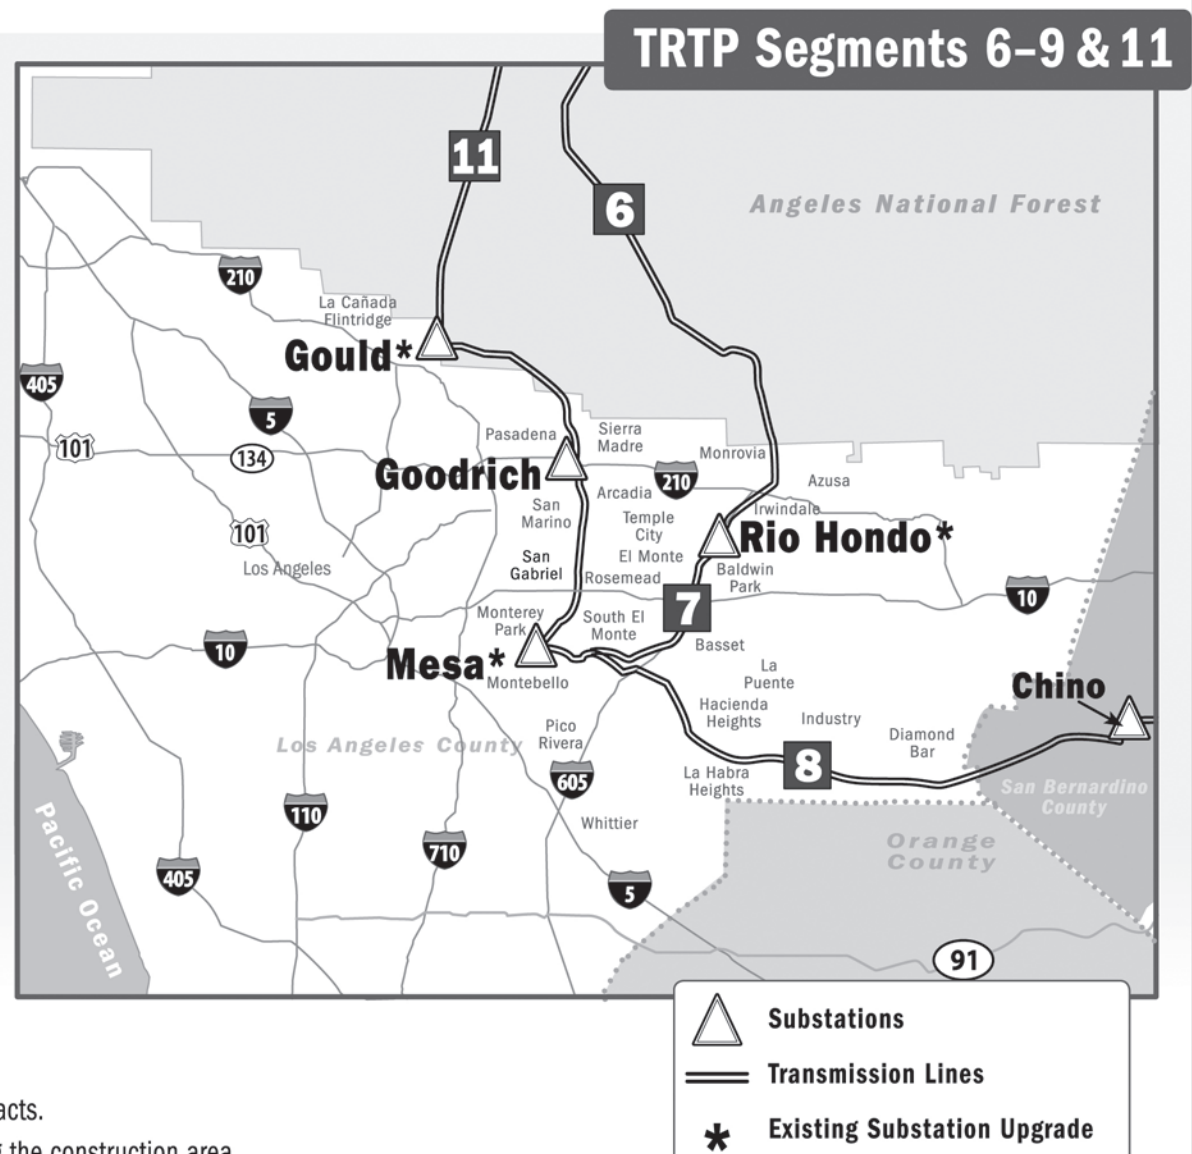 TRTP Segments 6–9 & 11
11
6
Angeles National Forest
210
La Cañada
Flintridge
Gould*
405
5
101
134
Pasadena
Sierra
Madre
Monrovia
Goodrich
210
Azusa
Arcadia
San
Marino
Irwindale
Temple
City
101
Rio Hondo*
El Monte
San
Gabriel
Los Angeles
Rosemead
Baldwin
Park
10
7
Monterey
Park
South El
Monte
10
Basset
Mesa*
Montebello
La
Puente
Chino
Hacienda
Heights
Industry
Pico
Rivera
Diamond
Bar
Los Angeles County
8
605
La Habra
Heights
San Bernardino
County
110
Whittier
Orange
County
710
Pacific Ocean
405
5
91
Substations
Transmission Lines
* Existing Substation Upgrade
acts.
g the construction area